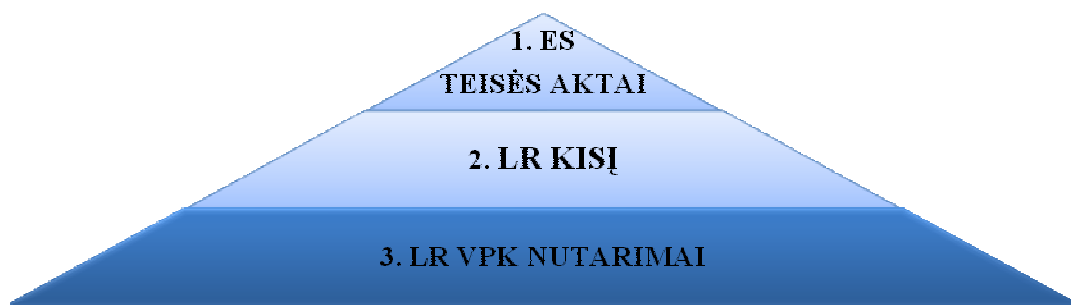 1. ES
TEISĖS AKTAI
2. LR KISĮ
3. LR VPK NUTARIMAI